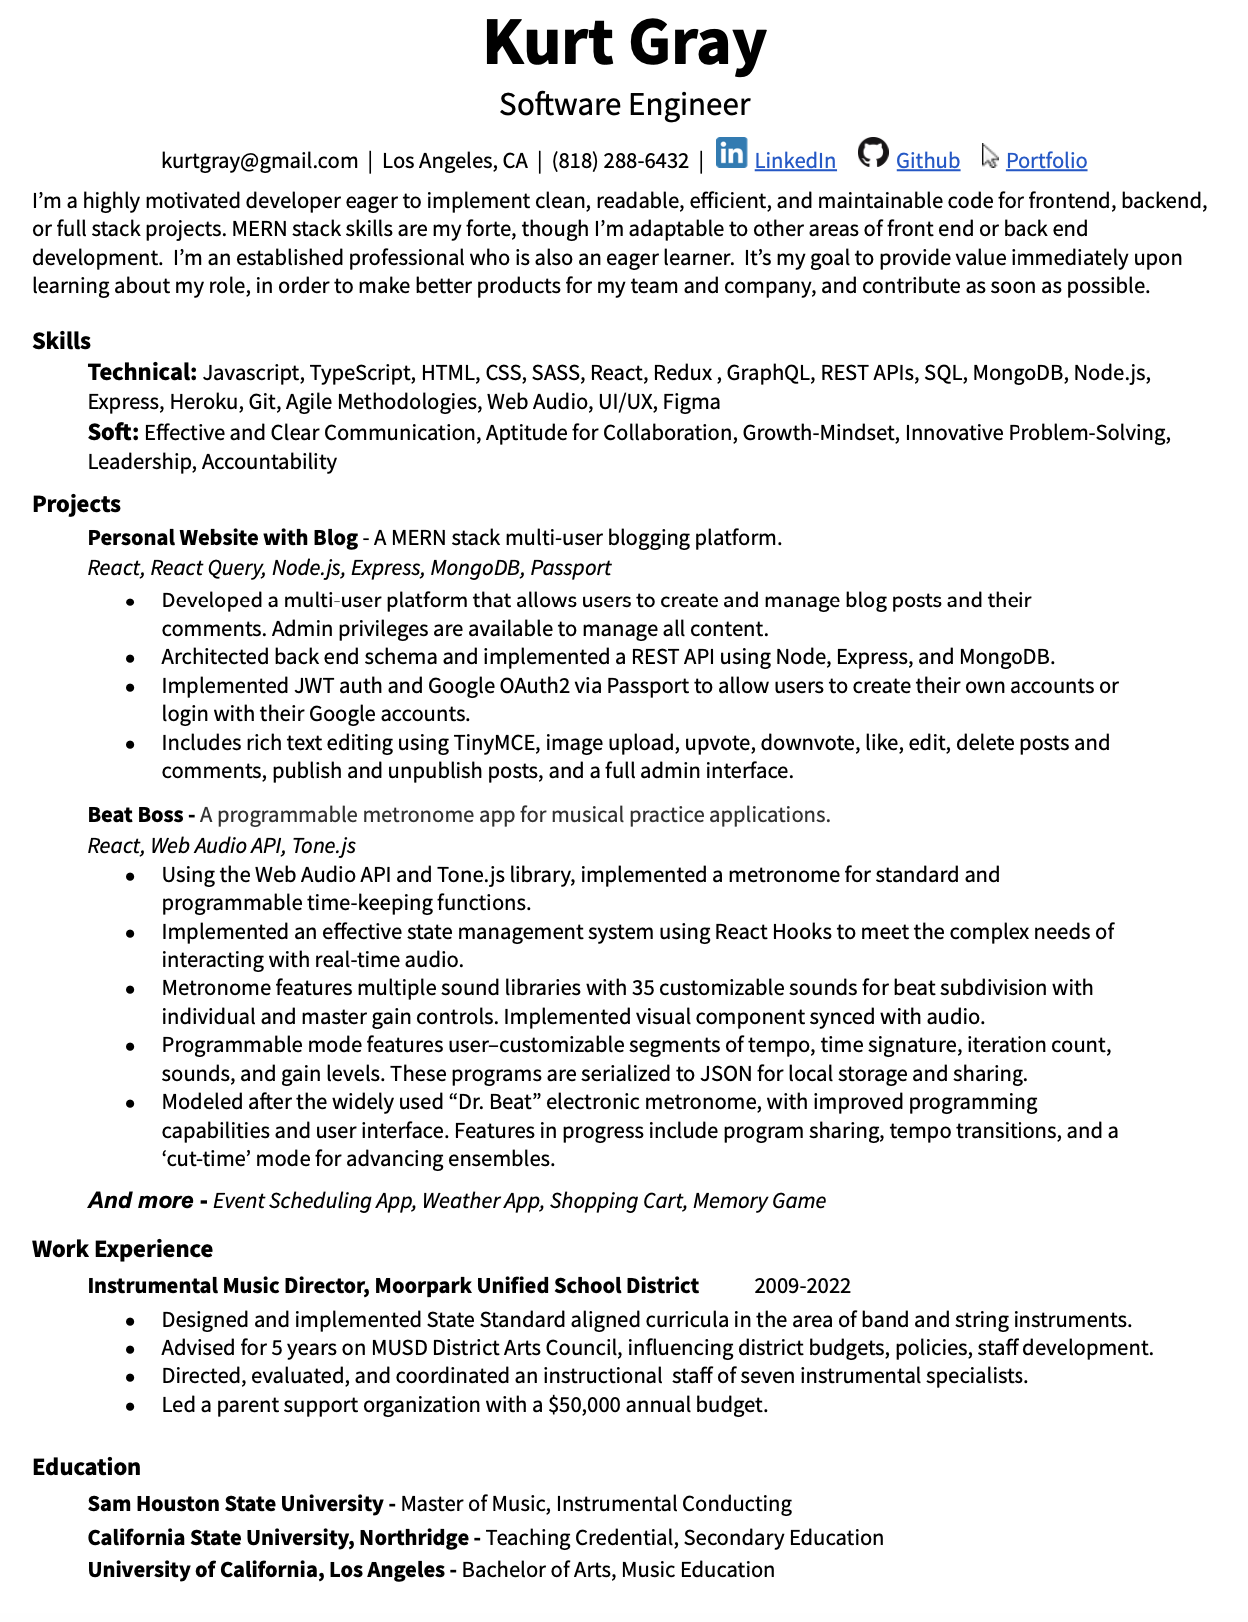 Kurt Gray
Software Engineer
kurtgray@gmail.com | Los Angeles, CA | (818) 288-6432 | in LinkedIn Github Portfolio
I’m a highly motivated developer eager to implement clean, readable, efficient, and maintainable code for frontend, backend,
or full stack projects. MERN stack skills are my forte, though I’m adaptable to other areas of front end or back end
development.  I’m an established professional who is also an eager learner.  It’s my goal to provide value immediately upon
learning about my role, in order to make better products for my team and company, and contribute as soon as possible.
Skills
Technical: Javascript, TypeScript, HTML, CSS, SASS, React, Redux , GraphQL, REST APIs, SQL, MongoDB, Node.js,
Express, Heroku, Git, Agile Methodologies, Web Audio, UI/UX, Figma
Soft: Effective and Clear Communication, Aptitude for Collaboration, Growth-Mindset, Innovative Problem-Solving,
Leadership, Accountability
Projects
Personal Website with Blog - A MERN stack multi-user blogging platform.
React, React Query, Node.js, Express, MongoDB, Passport
● Developed a multi-user platform that allows users to create and manage blog posts and their
comments. Admin privileges are available to manage all content.
● Architected back end schema and implemented a REST API using Node, Express, and MongoDB.
● Implemented JWT auth and Google OAuth2 via Passport to allow users to create their own accounts or
login with their Google accounts.
● Includes rich text editing using TinyMCE, image upload, upvote, downvote, like, edit, delete posts and
comments, publish and unpublish posts, and a full admin interface.
Beat Boss - A programmable metronome app for musical practice applications.
React, Web Audio API, Tone.js
● Using the Web Audio API and Tone.js library, implemented a metronome for standard and
programmable time-keeping functions.
● Implemented an effective state management system using React Hooks to meet the complex needs of
interacting with real-time audio.
● Metronome features multiple sound libraries with 35 customizable sounds for beat subdivision with
individual and master gain controls. Implemented visual component synced with audio.
● Programmable mode features user–customizable segments of tempo, time signature, iteration count,
sounds, and gain levels. These programs are serialized to JSON for local storage and sharing.
● Modeled after the widely used “Dr. Beat” electronic metronome, with improved programming
capabilities and user interface. Features in progress include program sharing, tempo transitions, and a
‘cut-time’ mode for advancing ensembles.
And more - Event Scheduling App, Weather App, Shopping Cart, Memory Game
Work Experience
Instrumental Music Director, Moorpark Unified School District 2009-2022
● Designed and implemented State Standard aligned curricula in the area of band and string instruments.
● Advised for 5 years on MUSD District Arts Council, influencing district budgets, policies, staff development.
● Directed, evaluated, and coordinated an instructional  staff of seven instrumental specialists.
● Led a parent support organization with a $50,000 annual budget.
Education
Sam Houston State University - Master of Music, Instrumental Conducting
California State University, Northridge - Teaching Credential, Secondary Education
University of California, Los Angeles - Bachelor of Arts, Music Education